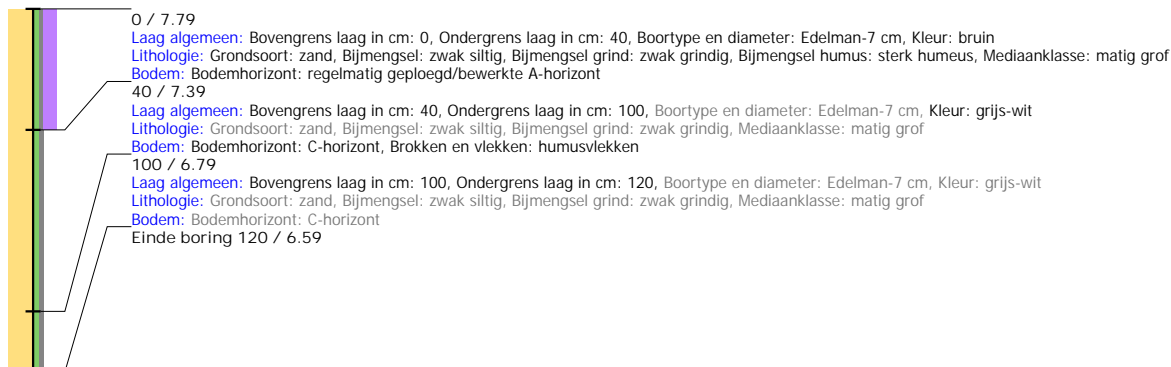 0 / 7.79
Laag algemeen: Bovengrens laag in cm: 0, Ondergrens laag in cm: 40, Boortype en diameter: Edelman-7 cm, Kleur: bruin
Lithologie: Grondsoort: zand, Bijmengsel: zwak siltig, Bijmengsel grind: zwak grindig, Bijmengsel humus: sterk humeus, Mediaanklasse: matig grof
Bodem: Bodemhorizont: regelmatig geploegd/bewerkte A-horizont
40 / 7.39
Laag algemeen: Bovengrens laag in cm: 40, Ondergrens laag in cm: 100, Boortype en diameter: Edelman-7 cm, Kleur: grijs-wit
Lithologie: Grondsoort: zand, Bijmengsel: zwak siltig, Bijmengsel grind: zwak grindig, Mediaanklasse: matig grof
Bodem: Bodemhorizont: C-horizont, Brokken en vlekken: humusvlekken
100 / 6.79
Laag algemeen: Bovengrens laag in cm: 100, Ondergrens laag in cm: 120, Boortype en diameter: Edelman-7 cm, Kleur: grijs-wit
Lithologie: Grondsoort: zand, Bijmengsel: zwak siltig, Bijmengsel grind: zwak grindig, Mediaanklasse: matig grof
Bodem: Bodemhorizont: C-horizont
Einde boring 120 / 6.59